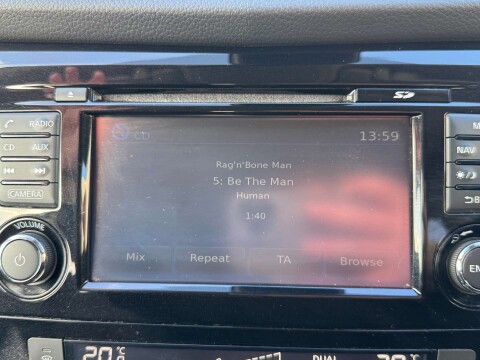 SD
RADIO
CD AUX
CAMERA
VOLUME
CD 13:59
Rag'n'Bone Man
5: Be The Man
Human
1:40
Mix Repeat TA Browse
NAV
20°C
DUAL